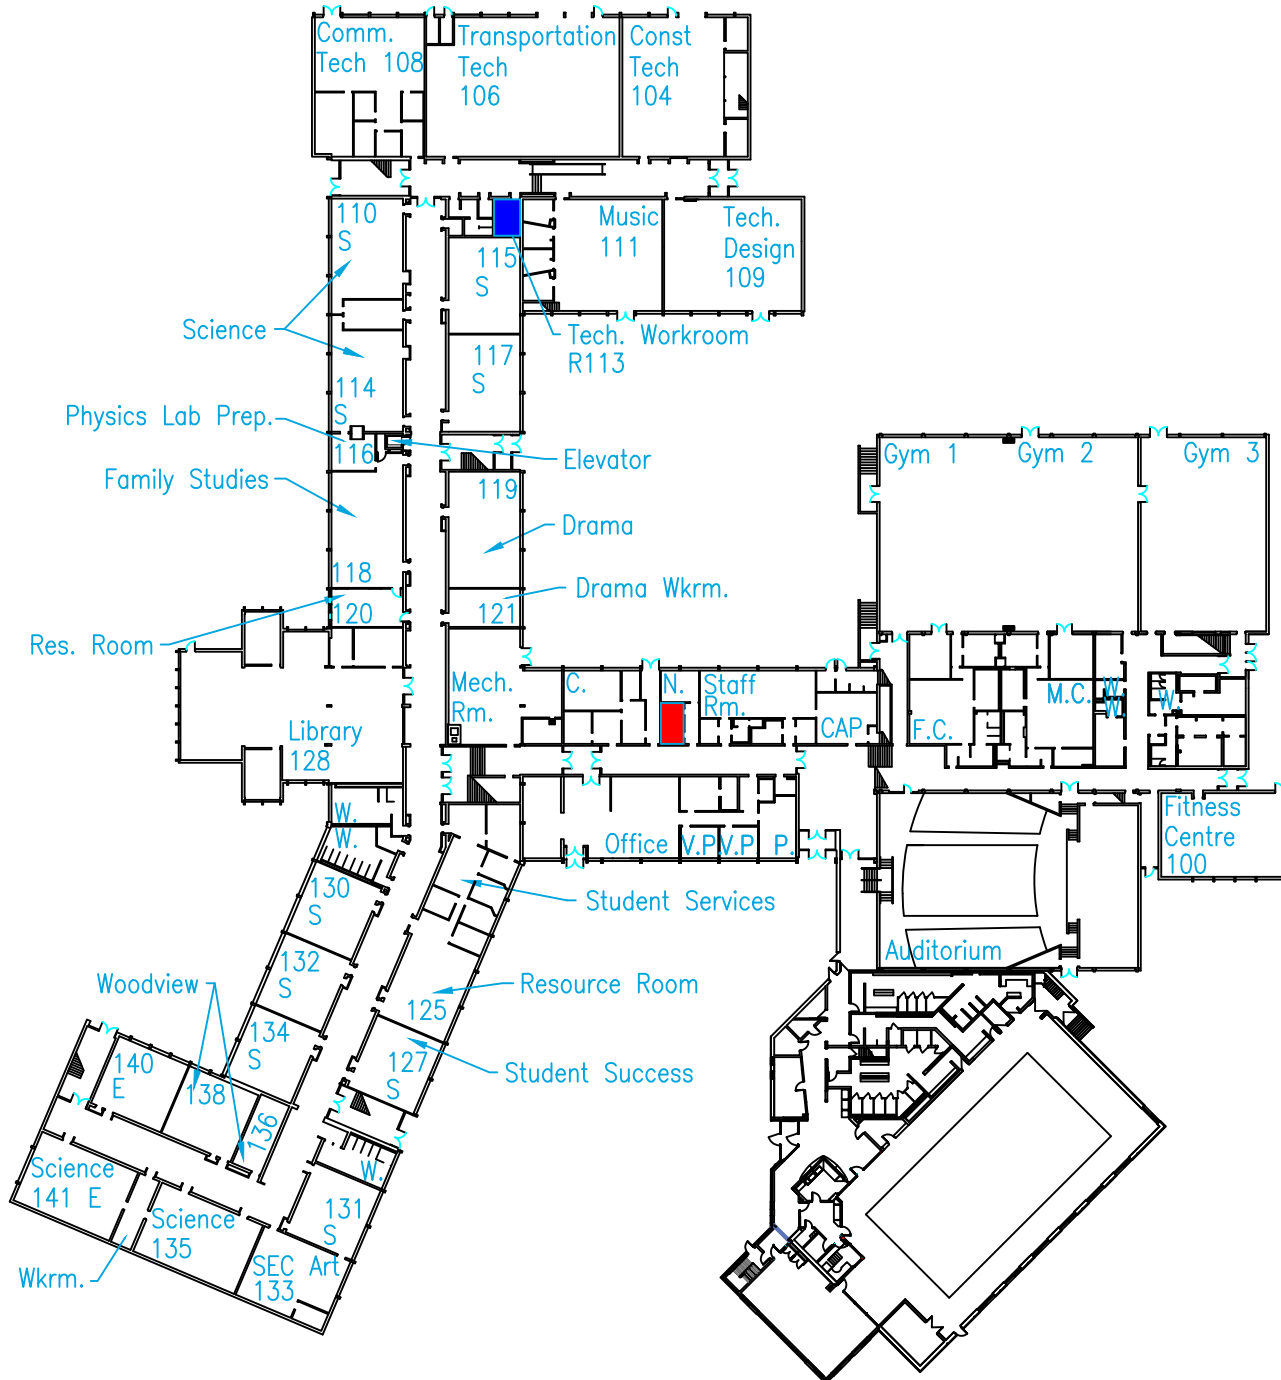 Comm.
Tech 108
Transportation
Tech
106
Const
Tech
104
110
S
Music
111
Tech.
Design
109
115
S
Science
Tech. Workroom
R113
117
S
114
S
Physics Lab Prep.
116
Elevator
Family Studies
119
Gym 1
Gym 2
Gym 3
Drama
118
Drama Wkrm.
120
121
Res. Room
Mech.
Rm.
C.
N.
Staff
Rm.
CAP
F.C.
M.C.
W.
W.
W.
Library
128
W.
W.
Office
V.P
V.P
P.
Fitness
Centre
100
130
S
Student Services
Auditorium
132
S
Woodview
Resource Room
125
134
S
127
S
Student Success
140
E
138
136
W.
Science
141 E
131
S
Science
135
Wkrm.
SEC Art
133